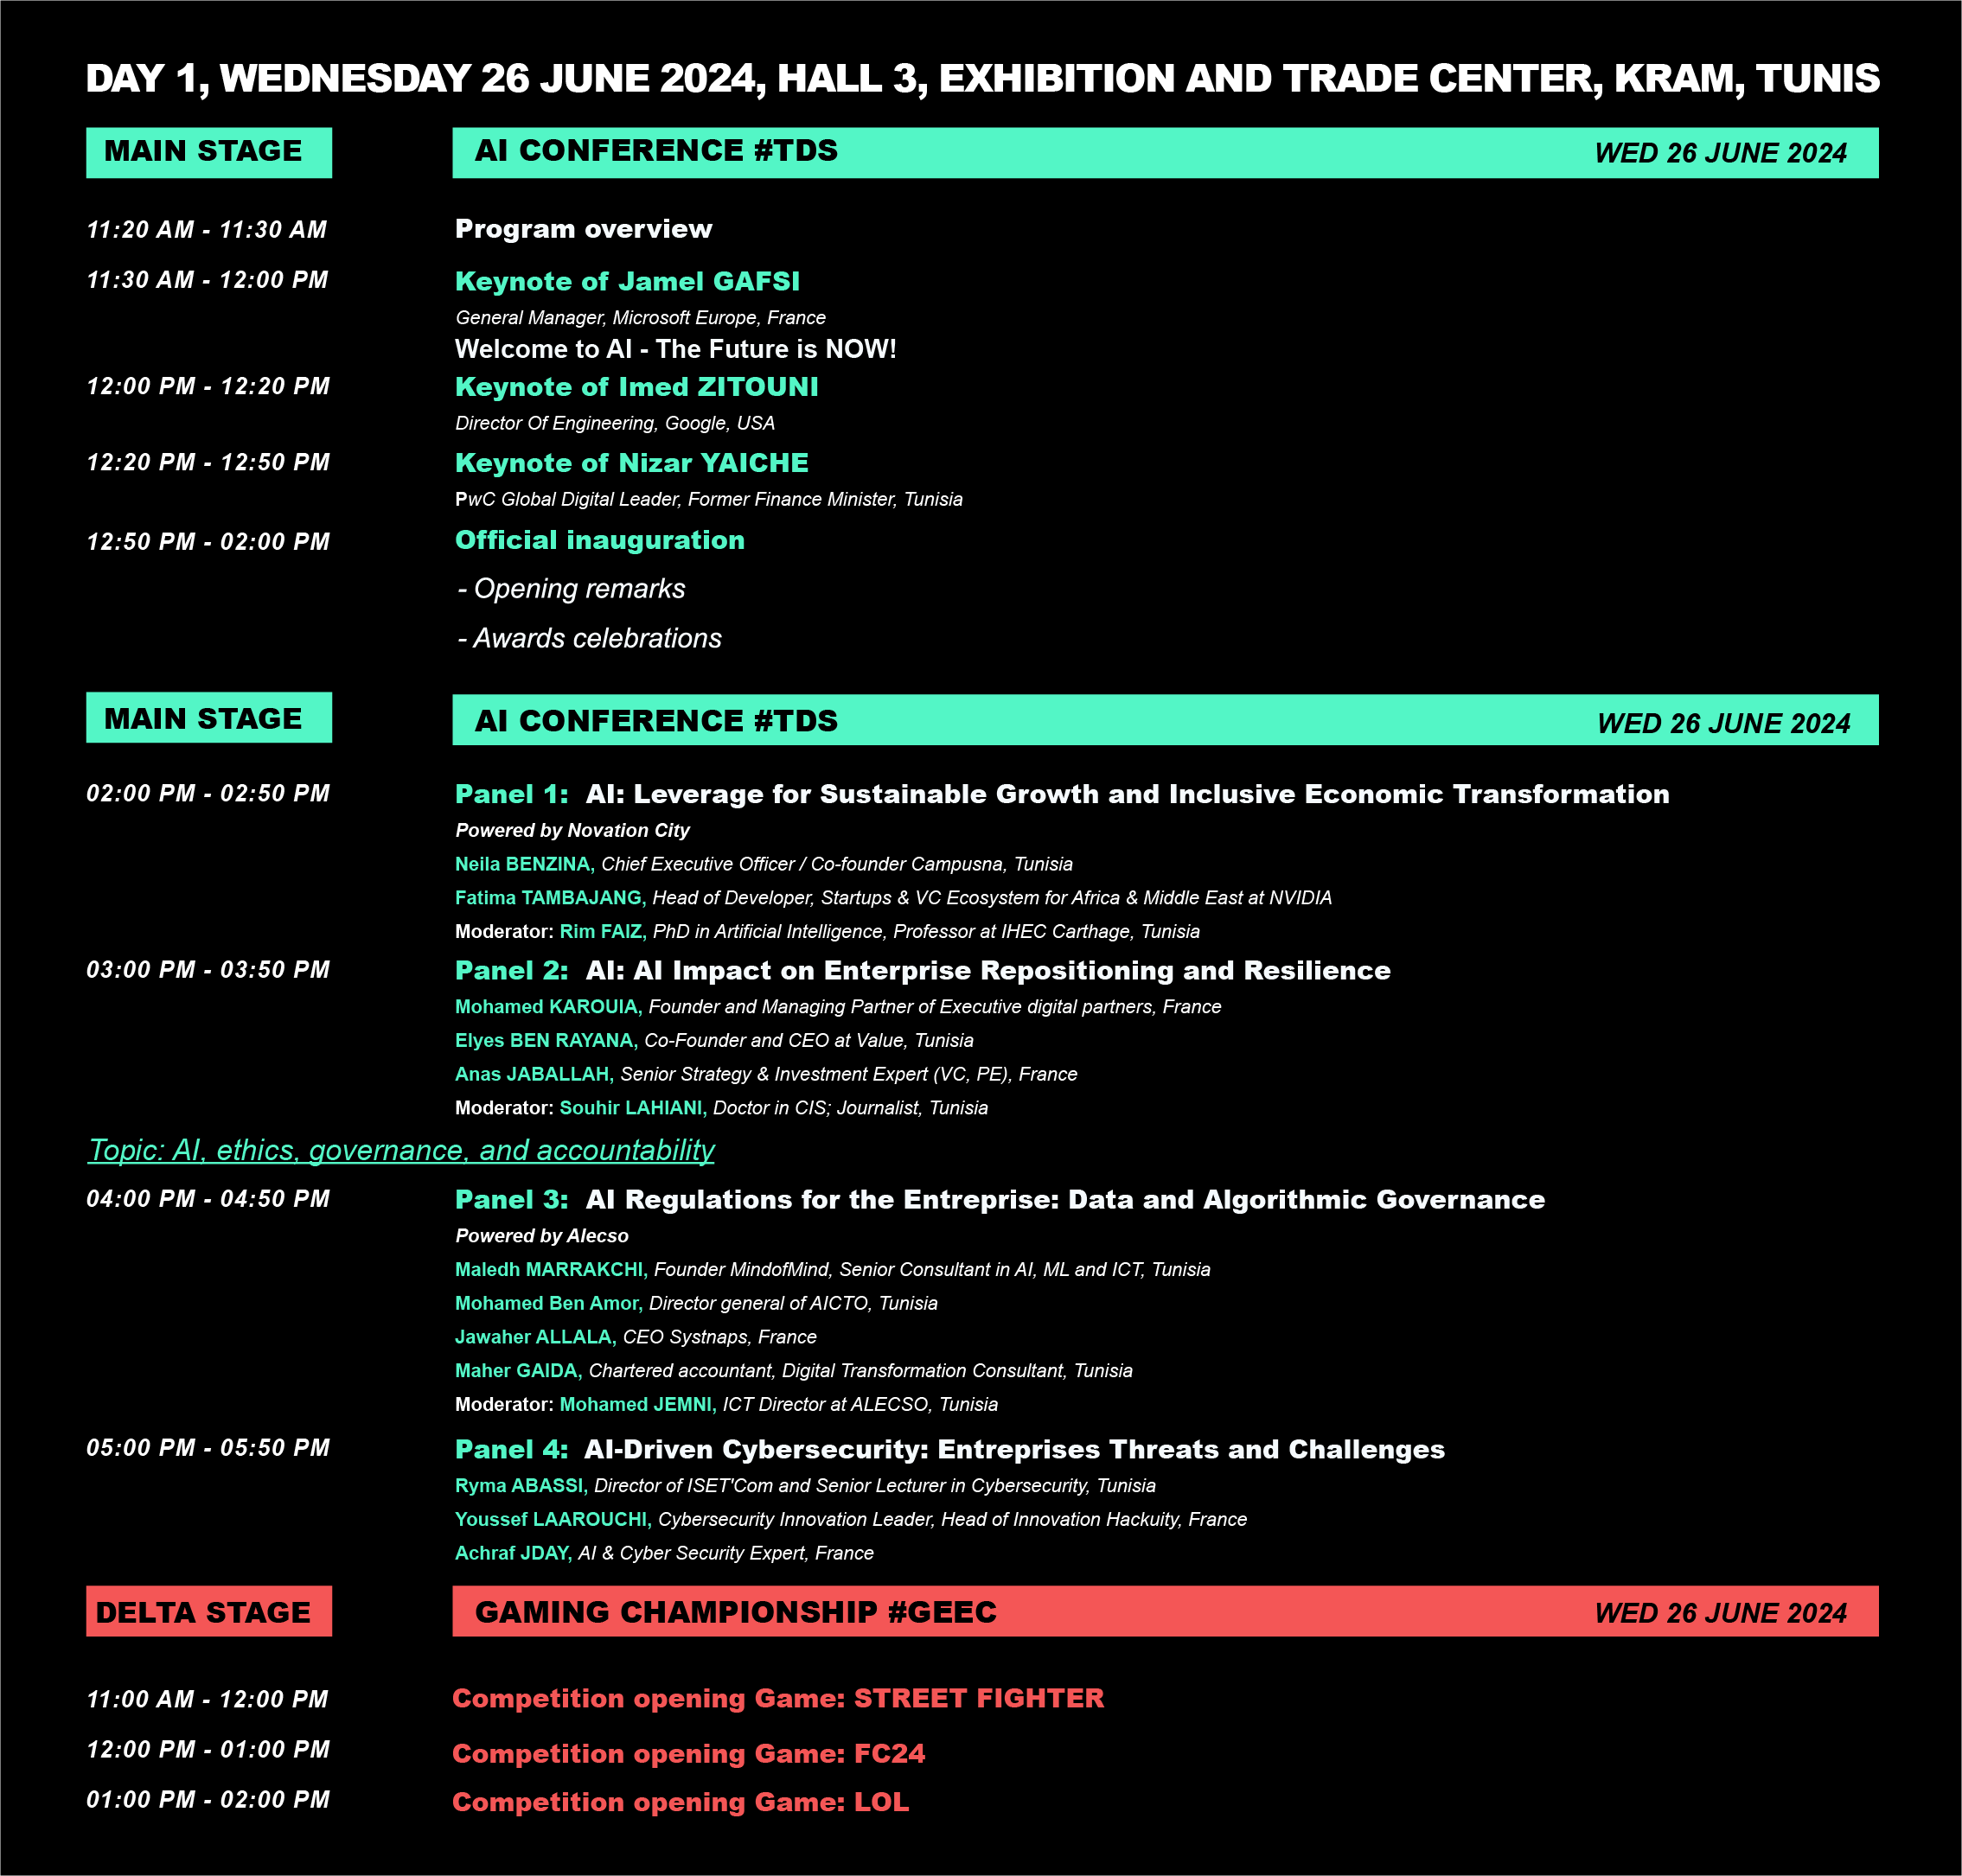 DAY 1, WEDNESDAY 26 JUNE 2024, HALL 3, EXHIBITION AND TRADE CENTER, KRAM, TUNIS
MAIN STAGE AI CONFERENCE #TDS WED 26 JUNE 2024
11:20 AM - 11:30 AM Program overview
11:30 AM - 12:00 PM Keynote of Jamel GAFSI
General Manager, Microsoft Europe, France
Welcome to AI - The Future is NOW!
12:00 PM - 12:20 PM Keynote of Imed ZITOUNI
Director Of Engineering, Google, USA
12:20 PM - 12:50 PM Keynote of Nizar YAICHE
PwC Global Digital Leader, Former Finance Minister, Tunisia
12:50 PM - 02:00 PM Official inauguration
- Opening remarks
- Awards celebrations
MAIN STAGE AI CONFERENCE #TDS WED 26 JUNE 2024
02:00 PM - 02:50 PM Panel 1: AI: Leverage for Sustainable Growth and Inclusive Economic Transformation
Powered by Novation City
Neila BENZINA, Chief Executive Officer / Co-founder Campusna, Tunisia
Fatima TAMBAJANG, Head of Developer, Startups & VC Ecosystem for Africa & Middle East at NVIDIA
Moderator: Rim FAIZ, PhD in Artificial Intelligence, Professor at IHEC Carthage, Tunisia
03:00 PM - 03:50 PM Panel 2: AI: AI Impact on Enterprise Repositioning and Resilience
Mohamed KAROUIA, Founder and Managing Partner of Executive digital partners, France
Elyes BEN RAYANA, Co-Founder and CEO at Value, Tunisia
Anas JABALLAH, Senior Strategy & Investment Expert (VC, PE), France
Moderator: Souhir LAHIANI, Doctor in CIS; Journalist, Tunisia
Topic: AI, ethics, governance, and accountability
04:00 PM - 04:50 PM Panel 3: AI Regulations for the Entreprise: Data and Algorithmic Governance
Powered by Alecso
Maledh MARRAKCHI, Founder MindofMind, Senior Consultant in AI, ML and ICT, Tunisia
Mohamed Ben Amor, Director general of AICTO, Tunisia
Jawaher ALLALA, CEO Systnaps, France
Maher GAIDA, Chartered accountant, Digital Transformation Consultant, Tunisia
Moderator: Mohamed JEMNI, ICT Director at ALECSO, Tunisia
05:00 PM - 05:50 PM Panel 4: AI-Driven Cybersecurity: Entreprises Threats and Challenges
Ryma ABASSI, Director of ISET'Com and Senior Lecturer in Cybersecurity, Tunisia
Youssef LAAROUCHI, Cybersecurity Innovation Leader, Head of Innovation Hackuity, France
Achraf JDAY, AI & Cyber Security Expert, France
DELTA STAGE GAMING CHAMPIONSHIP #GEEC WED 26 JUNE 2024
11:00 AM - 12:00 PM Competition opening Game: STREET FIGHTER
12:00 PM - 01:00 PM Competition opening Game: FC24
01:00 PM - 02:00 PM Competition opening Game: LOL